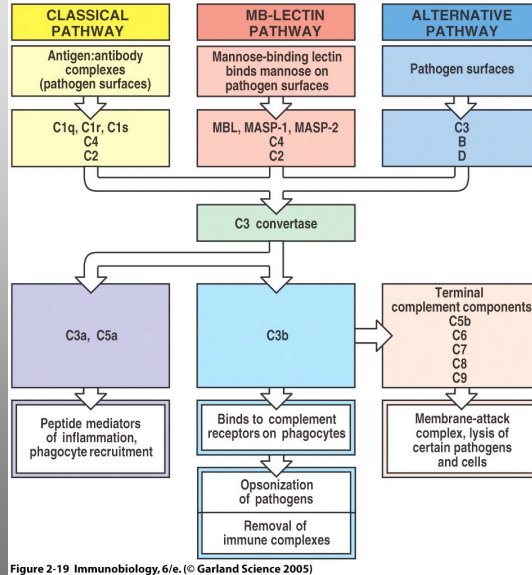 CLASSICAL
PATHWAY
MB-LECTIN
PATHWAY
ALTERNATIVE
PATHWAY
Antigen:antibody
complexes
(pathogen surfaces)
Mannose-binding lectin
binds mannose on
pathogen surfaces
Pathogen surfaces
C1q, C1r, C1s
C4
C2
MBL, MASP-1, MASP-2
C4
C2
C3
B
D
C3 convertase
C3a, C5a
C3b
Terminal
complement components
C5b
C6
C7
C8
C9
Peptide mediators
of inflammation,
phagocyte recruitment
Binds to complement
receptors on phagocytes
Opsonization
of pathogens
Removal of
immune complexes
Membrane-attack
complex, lysis of
certain pathogens
and cells
Figure 2-19 Immunobiology, 6/e. (© Garland Science 2005)